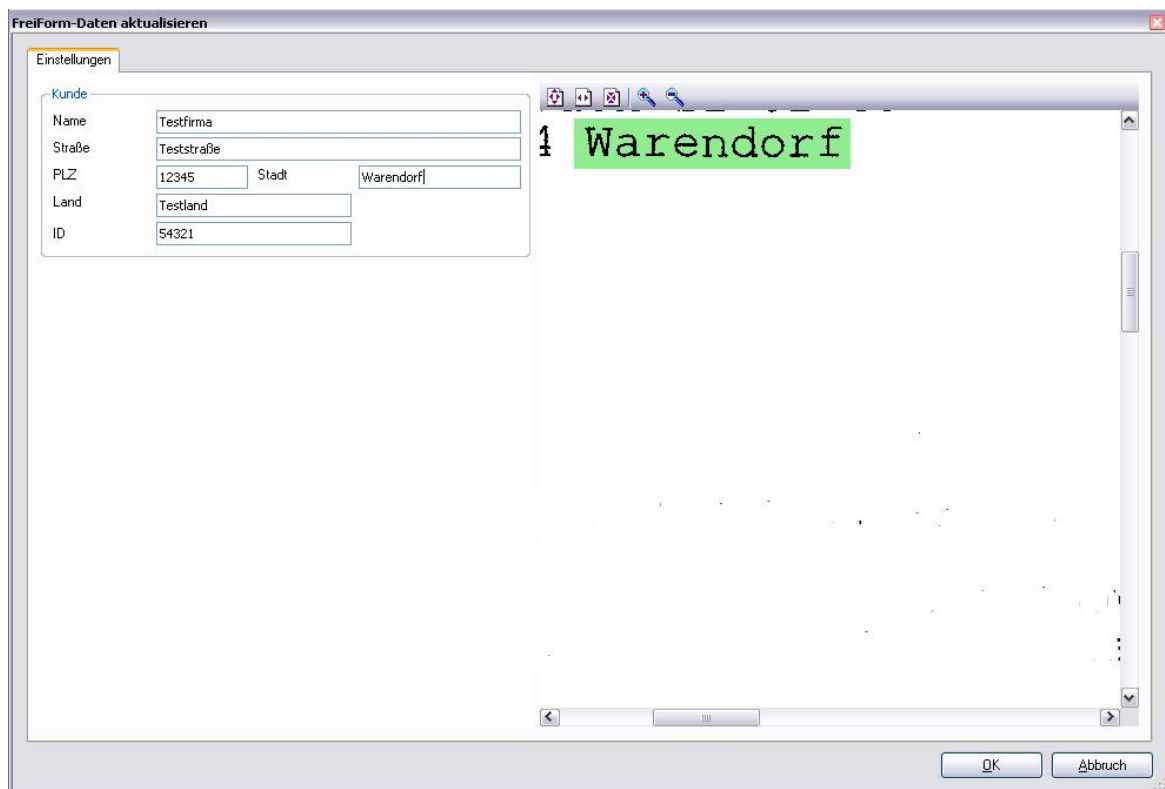 FreiForm-Daten aktualisieren
Einstellungen
Kunde
Name Testfirma
Straße Teststraße
PLZ 12345 Stadt Warendorf
Land Testland
ID 54321
Warendorf
OK Abbruch